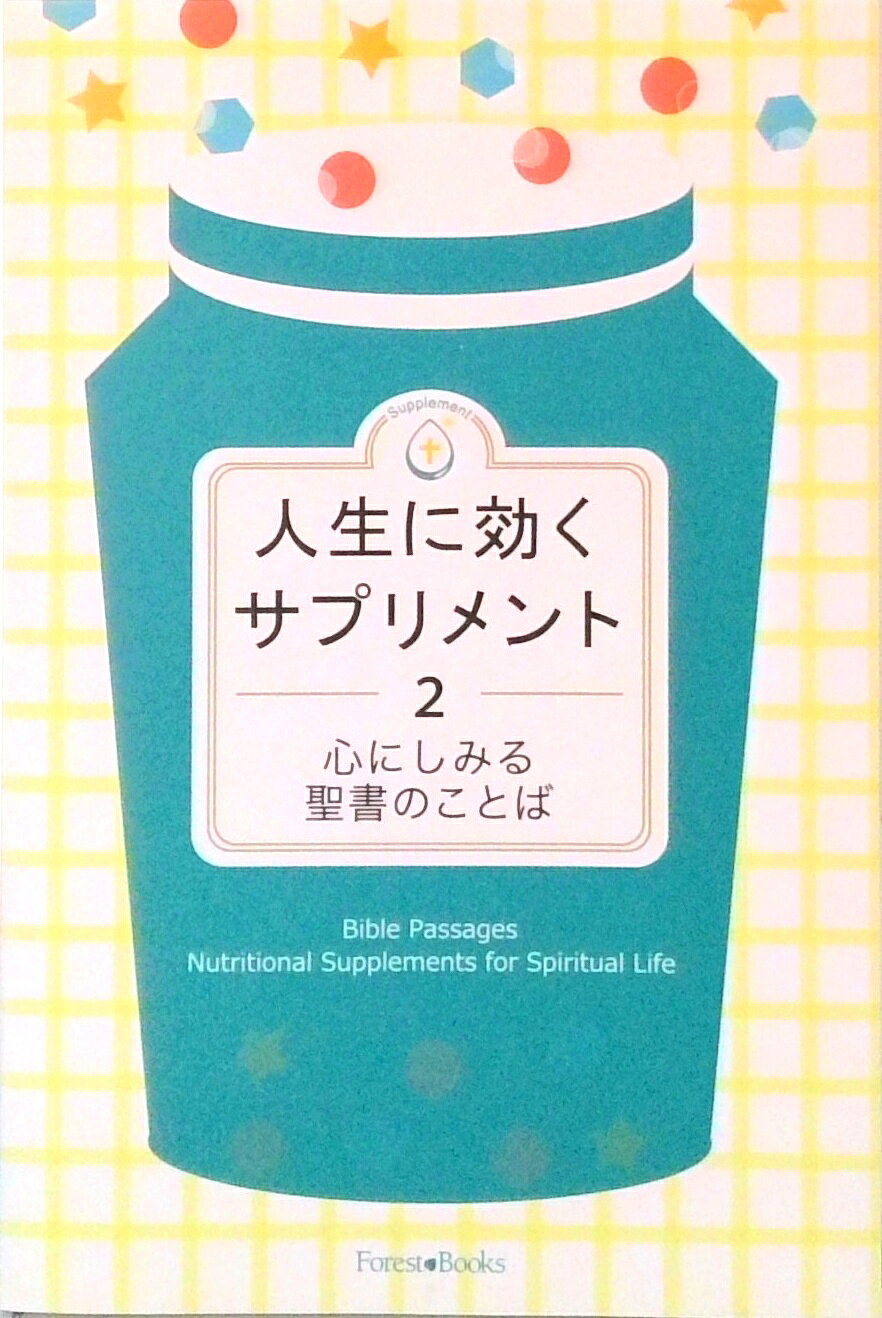 Supplement
人生に効く
サプリメント
2
心にしみる
聖書のことば
Bible Passages
Nutritional Supplements for Spiritual Life
Forest Books